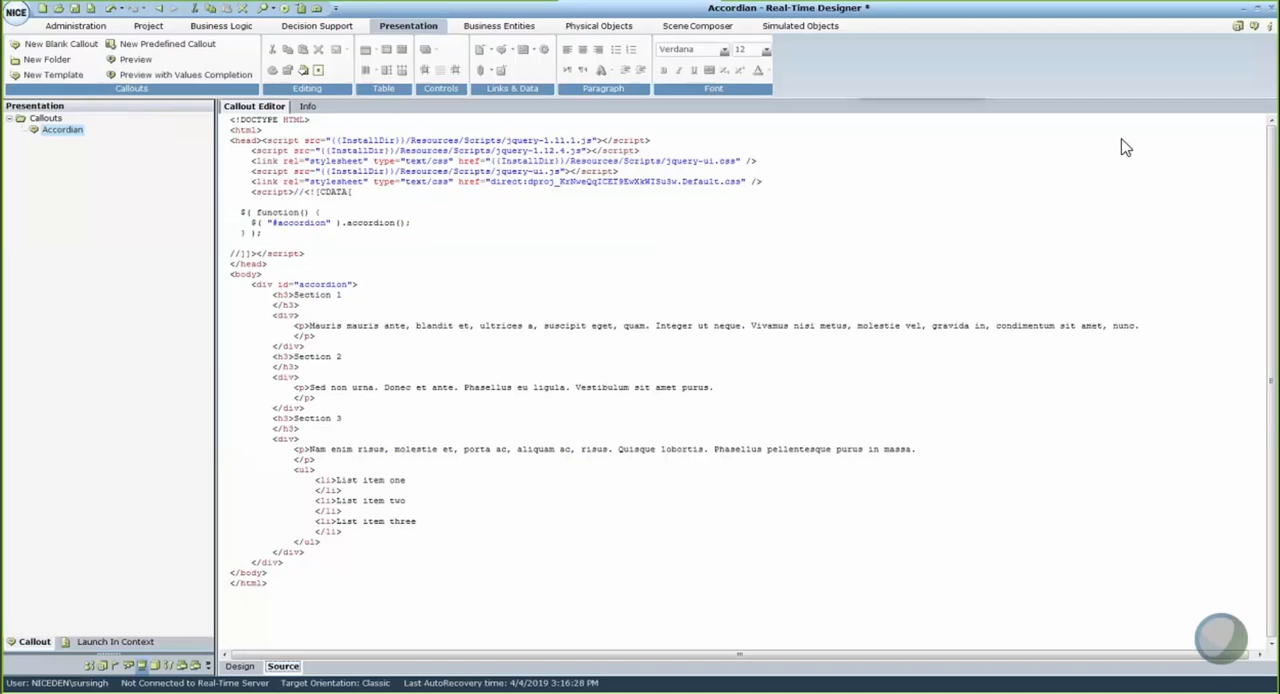 NICE
Accordian - Real-Time Designer *
Administration Project Business Logic Decision Support Presentation Business Entities Physical Objects Scene Composer Simulated Objects
New Blank Callout New Predefined Callout
New Folder Preview
New Template Preview with Values Completion
Verdana 12
Callouts Editing Table Controls Links & Data Paragraph Font
Presentation
Callouts
Accordian
Callout Editor Info
<!DOCTYPE HTML>
<html>
<head><script src="{{InstallDir}}/Resources/Scripts/jquery-1.11.1.js"></script>
<script src="{{InstallDir}}/Resources/Scripts/jquery-1.12.4.js"></script>
<link rel="stylesheet" type="text/css" href="{{InstallDir}}/Resources/Scripts/jquery-ui.css" />
<script src="{{InstallDir}}/Resources/Scripts/jquery-ui.js"></script>
<link rel="stylesheet" type="text/css" href="direct:
<script>//<![CDATA[
$( function() {
$( "#accordion" ).accordion();
} );
//]]></script>
</head>
<body>
<div id="accordion">
<h3>Section 1
</h3>
<div>
<p>Mauris mauris ante, blandit et, ultrices a, suscipit eget, quam. Integer ut neque. Vivamus nisi metus, molestie vel, gravida in, condimentum sit amet, nunc.
</p>
</div>
<h3>Section 2
</h3>
<div>
<p>Sed non urna. Donec et ante. Phasellus eu ligula. Vestibulum sit amet purus.
</p>
</div>
<h3>Section 3
</h3>
<div>
<p>Nam enim risus, molestie et, porta ac, aliquam ac, risus. Quisque lobortis. Phasellus pellentesque purus in massa.
</p>
<ul>
<li>List item one
</li>
<li>List item two
</li>
<li>List item three
</li>
</ul>
</div>
</div>
</body>
</html>
Callout Launch In Context
Design Source
User: NICEDEN\sursingh Not Connected to Real-Time Server Target Orientation: Classic Last AutoRecovery time: 4/4/2019 3:16:28 PM